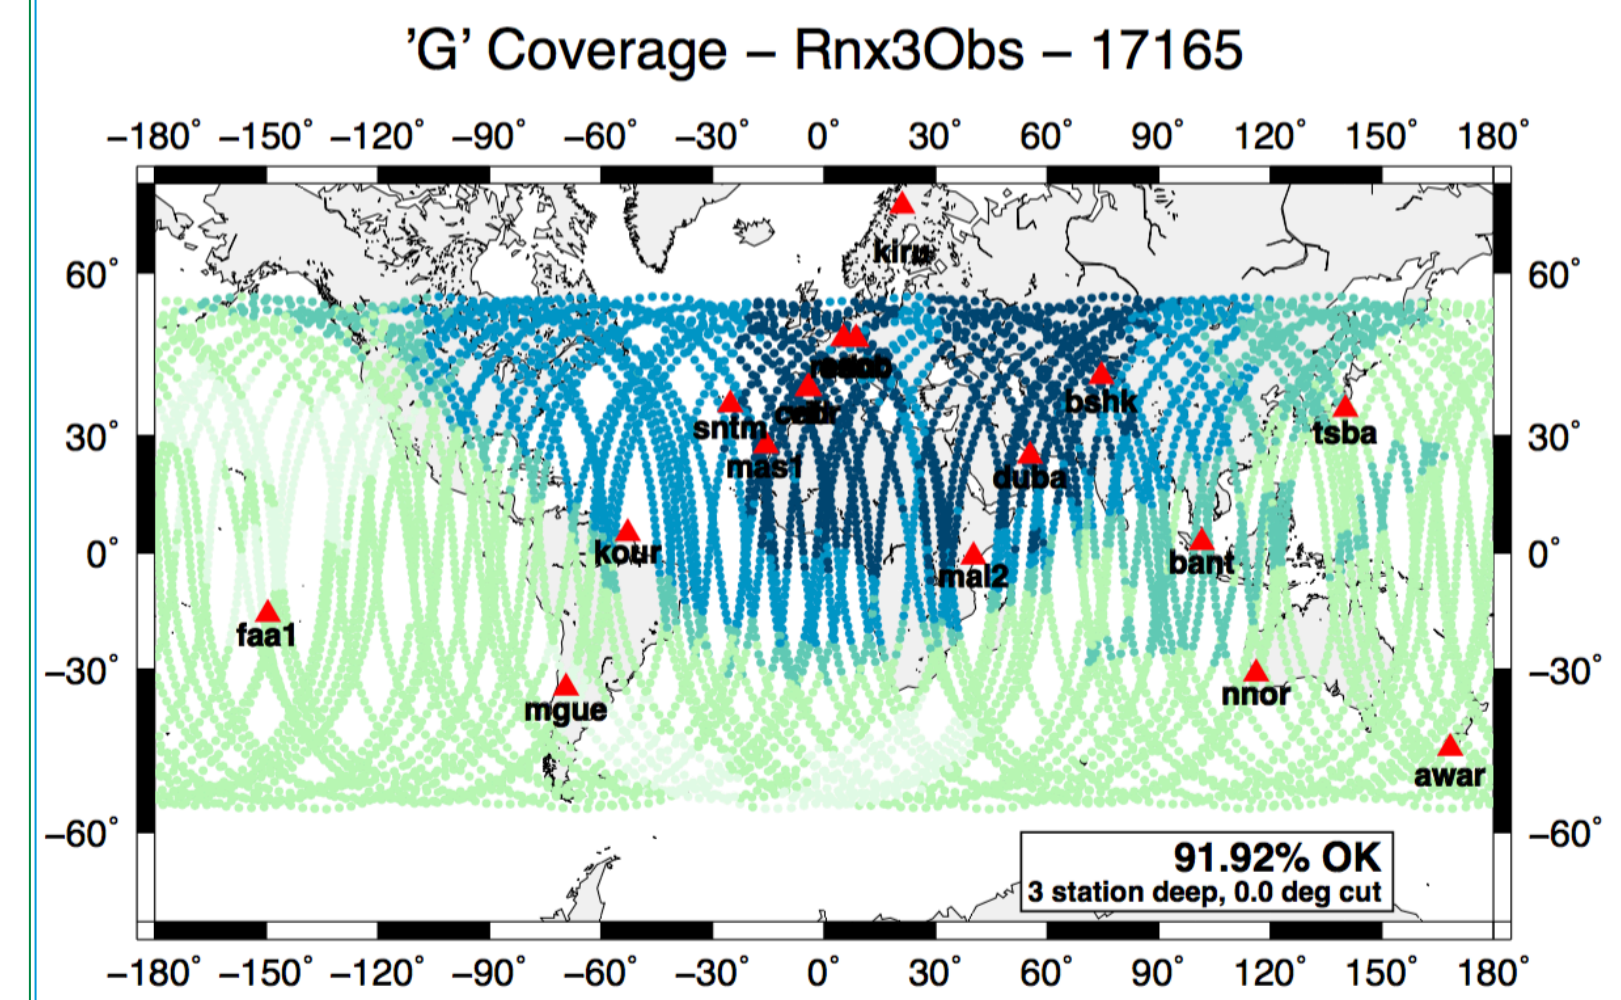 ’G’ Coverage – Rnx3Obs – 17165
−180˚ −150˚ −120˚ −90˚ −60˚ −30˚ 0˚ 30˚ 60˚ 90˚ 120˚ 150˚ 180˚
kiru
60˚ 60˚
bshk
sntm
tsba
30˚ 30˚
mas1
duba
kour
0˚ 0˚
bant
mal2
faa1
−30˚ −30˚
nnor
mgue
awar
−60˚ −60˚
91.92% OK
3 station deep, 0.0 deg cut
−180˚ −150˚ −120˚ −90˚ −60˚ −30˚ 0˚ 30˚ 60˚ 90˚ 120˚ 150˚ 180˚